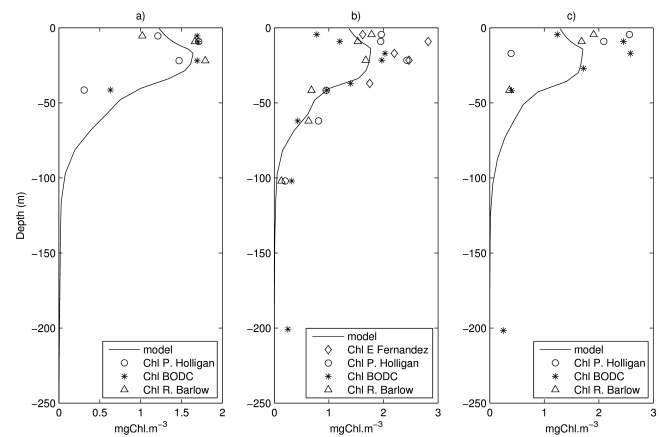 a)
b)
c)
0
−50
−100
−150
−200
−250
Depth (m)
0
0.5
1
1.5
2
mgChl.m−3
model
Chl P. Holligan
Chl BODC
Chl R. Barlow
0
−50
−100
−150
−200
−250
0
1
2
3
mgChl.m−3
model
Chl E Fernandez
Chl P. Holligan
Chl BODC
Chl R. Barlow
0
−50
−100
−150
−200
−250
0
1
2
3
mgChl.m−3
model
Chl P. Holligan
Chl BODC
Chl R. Barlow